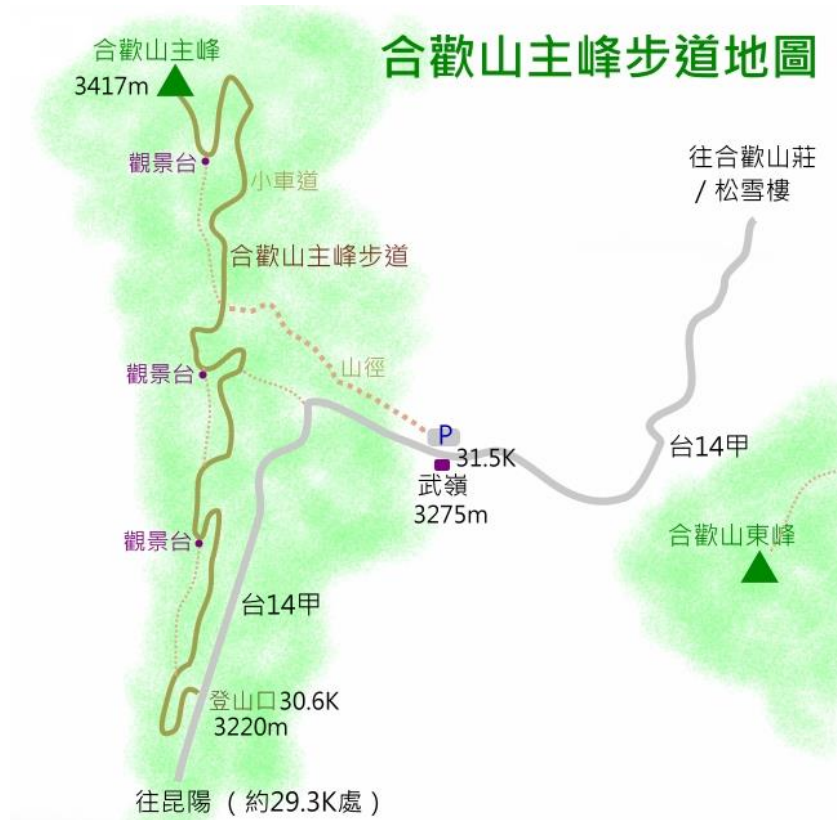 合歡山主峰步道地圖
合歡山主峰
3417m
觀景台
小車道
往合歡山莊
/ 松雪樓
合歡山主峰步道
觀景台
山徑
P
31.5K
武嶺
3275m
台14甲
觀景台
合歡山東峰
台14甲
登山口30.6K
3220m
往昆陽 ( 約29.3K處 )